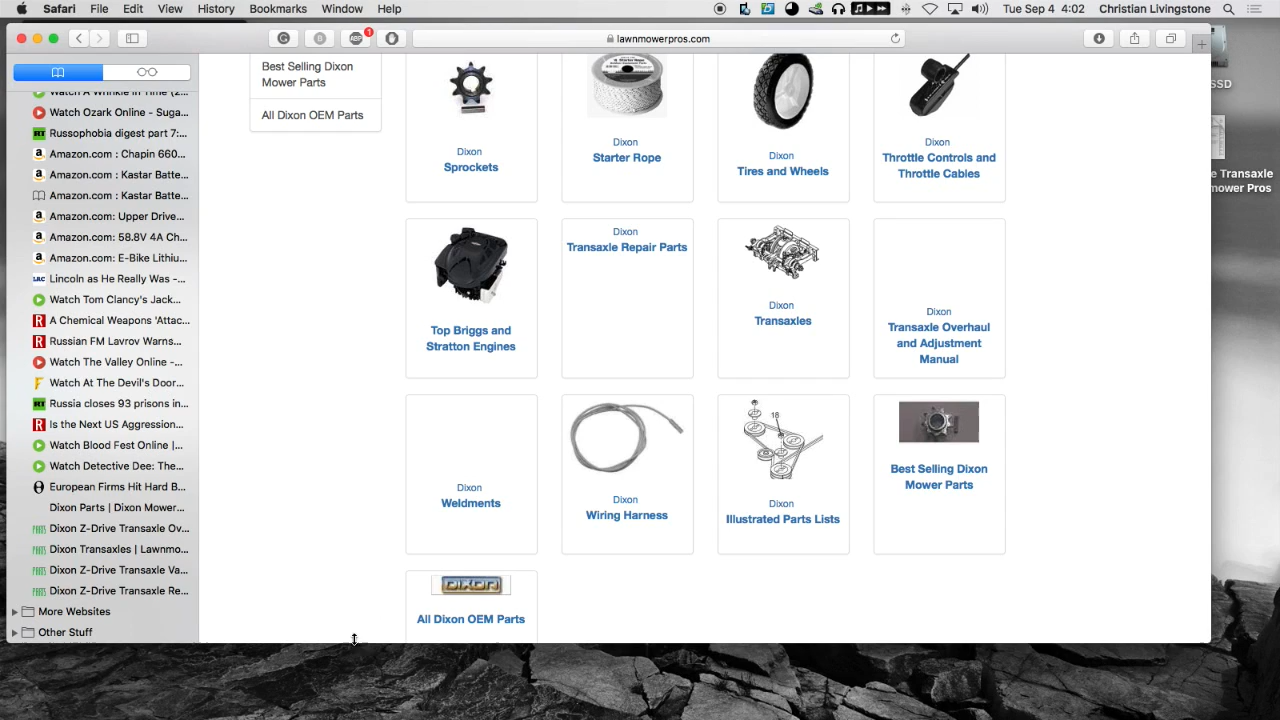 Safari File Edit View History Bookmarks Window Help
Tue Sep 4 4:02 Christian Livingstone
ABP 1
lawnmowerpros.com
Watch A Wrinkle in Time (2...
Watch Ozark Online - Suga...
Russophobia digest part 7:...
Amazon.com : Chapin 660...
Amazon.com : Kastar Batte...
Amazon.com : Kastar Batte...
Amazon.com: Upper Drive...
Amazon.com: 58.8V 4A Ch...
Amazon.com: E-Bike Lithiu...
Lincoln as He Really Was -...
Watch Tom Clancy's Jack...
A Chemical Weapons 'Attac...
Russian FM Lavrov Warns...
Watch The Valley Online -...
Watch At The Devil's Door...
Russia closes 93 prisons in...
Is the Next US Aggression...
Watch Blood Fest Online |...
Watch Detective Dee: The...
European Firms Hit Hard B...
Dixon Parts | Dixon Mower...
Dixon Z-Drive Transaxle Ov...
Dixon Transaxles | Lawnmo...
Dixon Z-Drive Transaxle Va...
Dixon Z-Drive Transaxle Re...
More Websites
Other Stuff
Best Selling Dixon
Mower Parts
All Dixon OEM Parts
Dixon
Sprockets
Dixon
Starter Rope
Dixon
Tires and Wheels
Dixon
Throttle Controls and
Throttle Cables
Top Briggs and
Stratton Engines
Dixon
Transaxle Repair Parts
Dixon
Transaxles
Dixon
Transaxle Overhaul
and Adjustment
Manual
Dixon
Weldments
Dixon
Wiring Harness
18
Dixon
Illustrated Parts Lists
Best Selling Dixon
Mower Parts
DIXON
All Dixon OEM Parts
SSD
e Transaxle
mower Pros